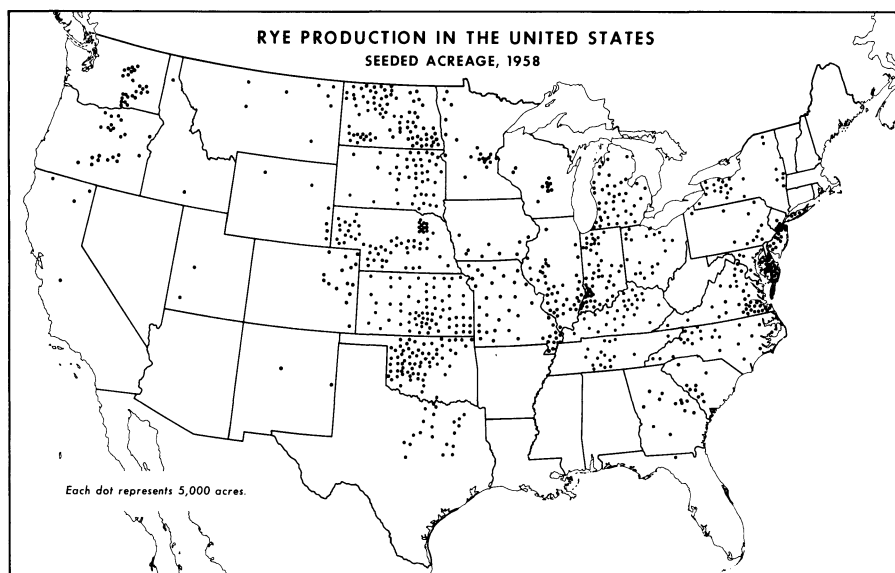 RYE PRODUCTION IN THE UNITED STATES
SEEDED ACREAGE, 1958
Each dot represents 5,000 acres.